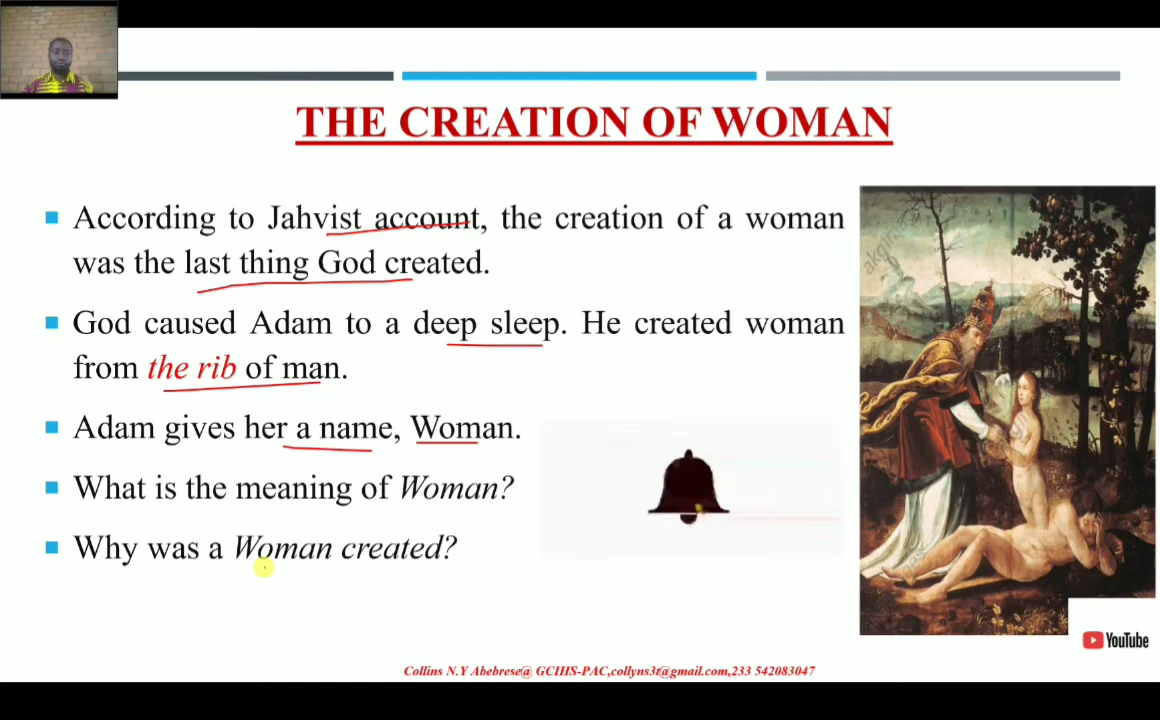 THE CREATION OF WOMAN
According to Jahvist account, the creation of a woman
was the last thing God created.
God caused Adam to a deep sleep. He created woman
from the rib of man.
Adam gives her a name, Woman.
What is the meaning of Woman?
Why was a Woman created?
YouTube
Collins N.Y Abebrese@ GCIHS-PAC,collyns3t@gmail.com,233 542083047